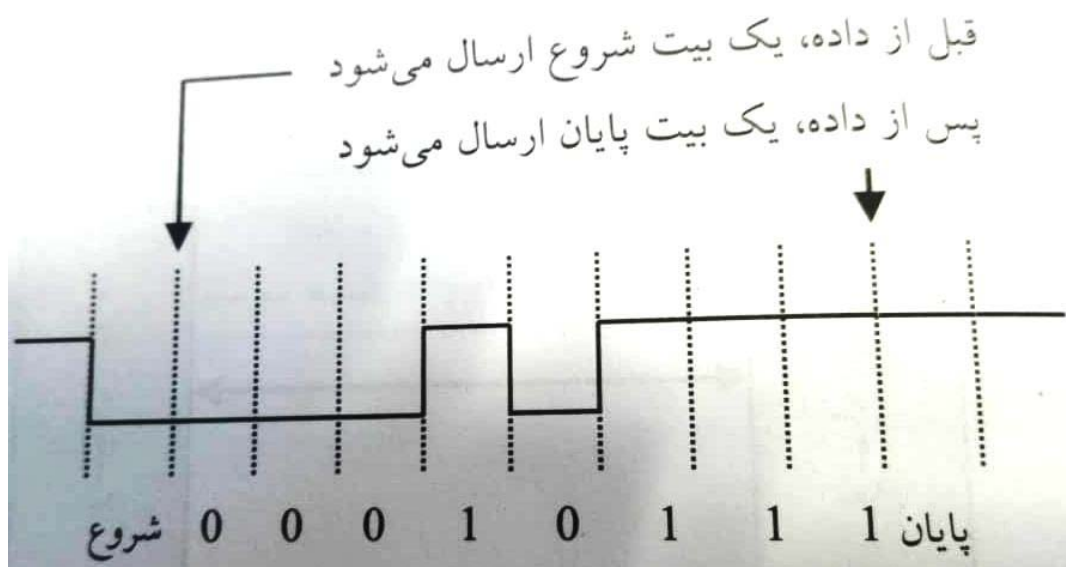 قبل از داده، یک بیت شروع ارسال می‌شود
پس از داده، یک بیت پایان ارسال می‌شود
شروع 0 0 0 1 0 1 1 1 پایان